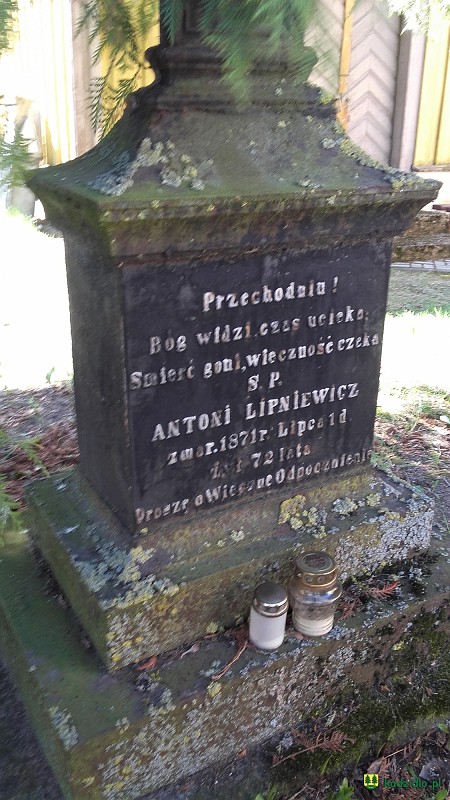 Przechodniu!
Bóg widzi, czas ucieka,
Śmierć goni, wieczność czeka
Ś. P.
ANTONI LIPNIEWICZ
zmar. 1871 r. Lipca 1 d.
Żył 72 lata
Proszę o Wieczne Odpocznienie